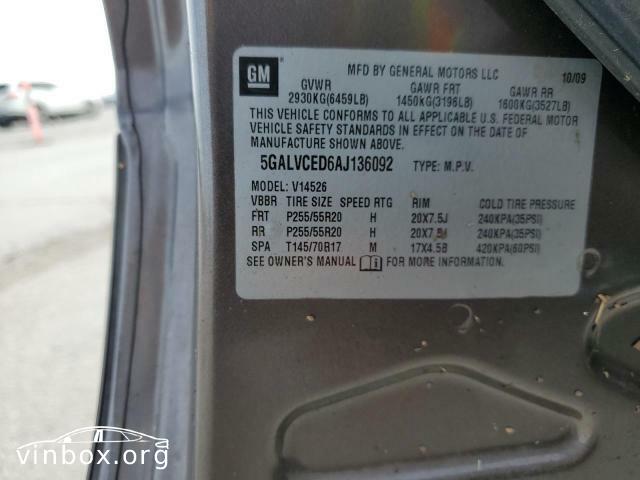 GM
MFD BY GENERAL MOTORS LLC 10/09
GVWR GAWR FRT GAWR RR
2930KG(6459LB) 1450KG(3196LB) 1600KG(3527LB)
THIS VEHICLE CONFORMS TO ALL APPLICABLE U.S. FEDERAL MOTOR
VEHICLE SAFETY STANDARDS IN EFFECT ON THE DATE OF
MANUFACTURE SHOWN ABOVE.
5GALVCED6AJ136092 TYPE: M.P.V.
MODEL: V14526
VBBR TIRE SIZE SPEED RTG RIM COLD TIRE PRESSURE
FRT P255/55R20 H 20X7.5J 240KPA(35PSI)
RR P255/55R20 H 20X7.5J 240KPA(35PSI)
SPA T145/70R17 M 17X4.5B 420KPA(60PSI)
SEE OWNER'S MANUAL FOR MORE INFORMATION
vinbox.org